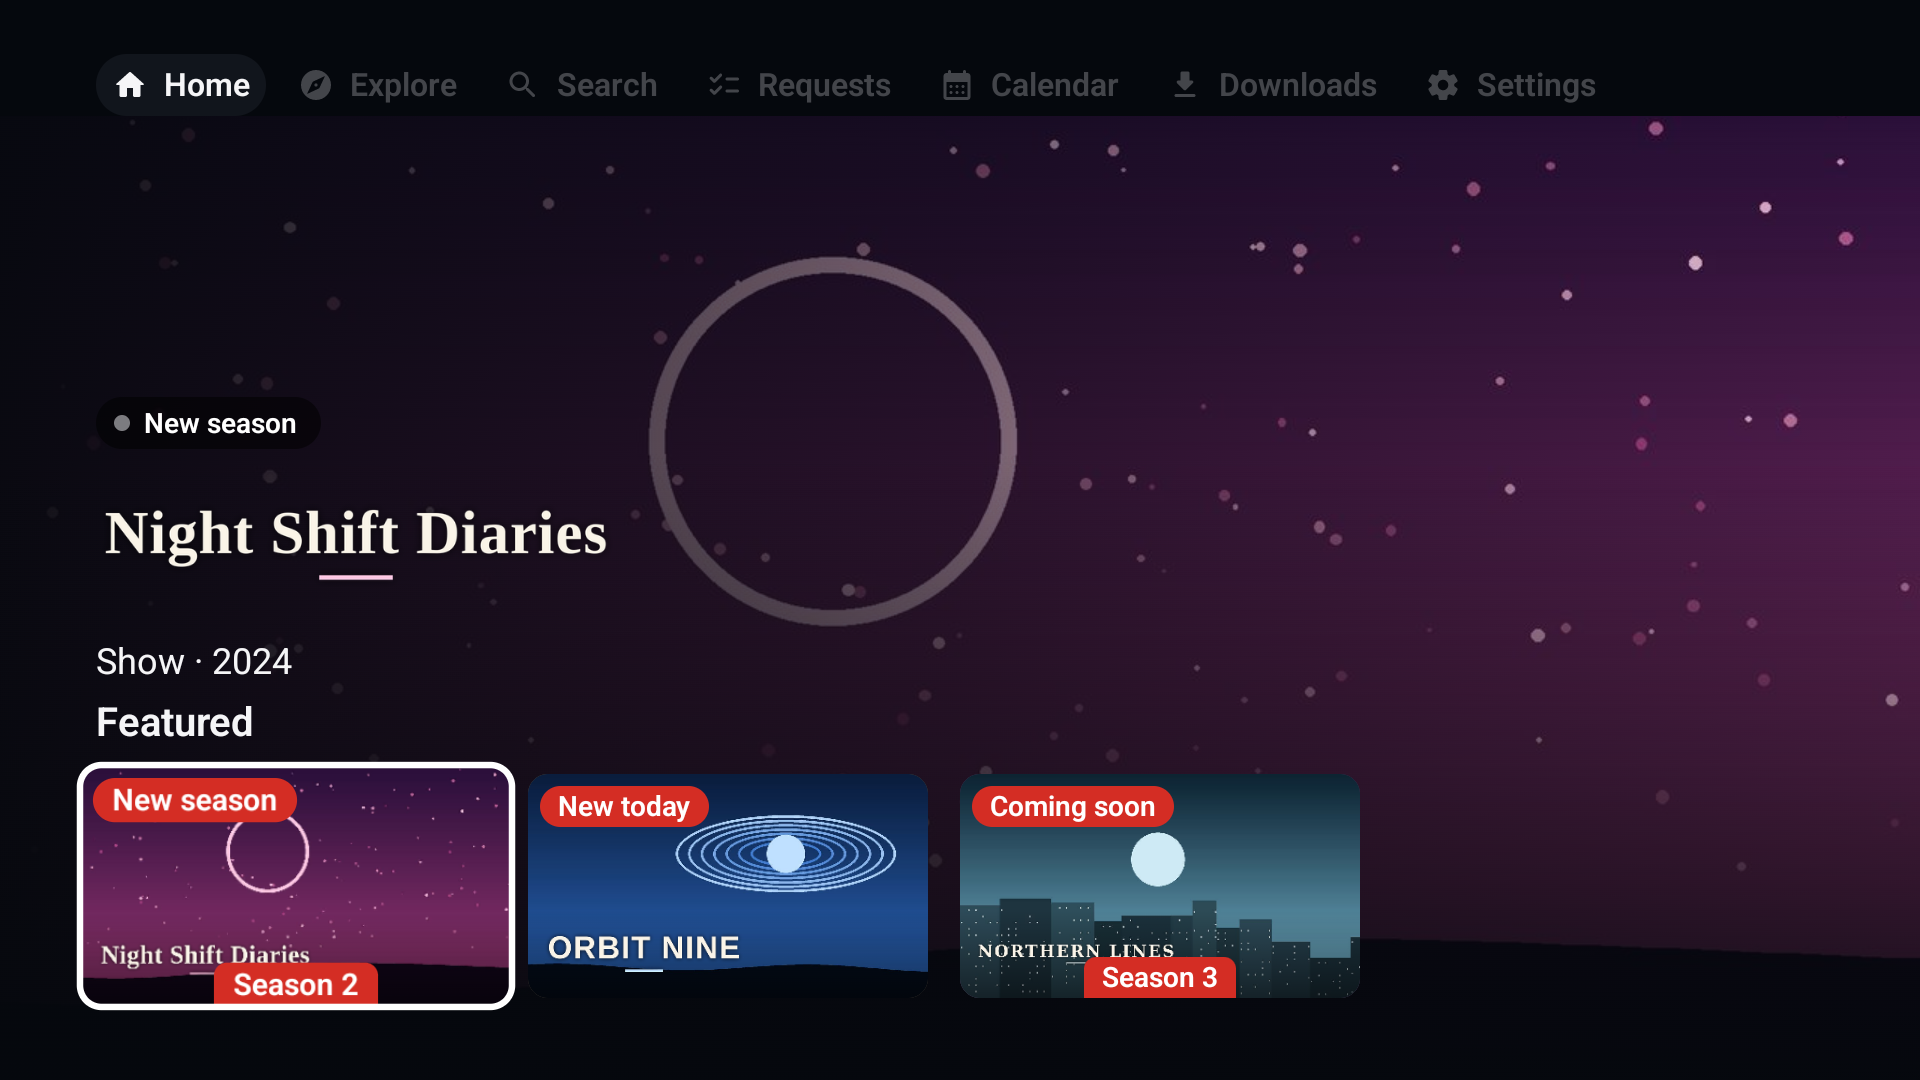 Home Explore Search Requests Calendar Downloads Settings
New season
Night Shift Diaries
Show · 2024
Featured
New season
Night Shift Diaries
Season 2
New today
ORBIT NINE
Coming soon
NORTHERN LINES
Season 3